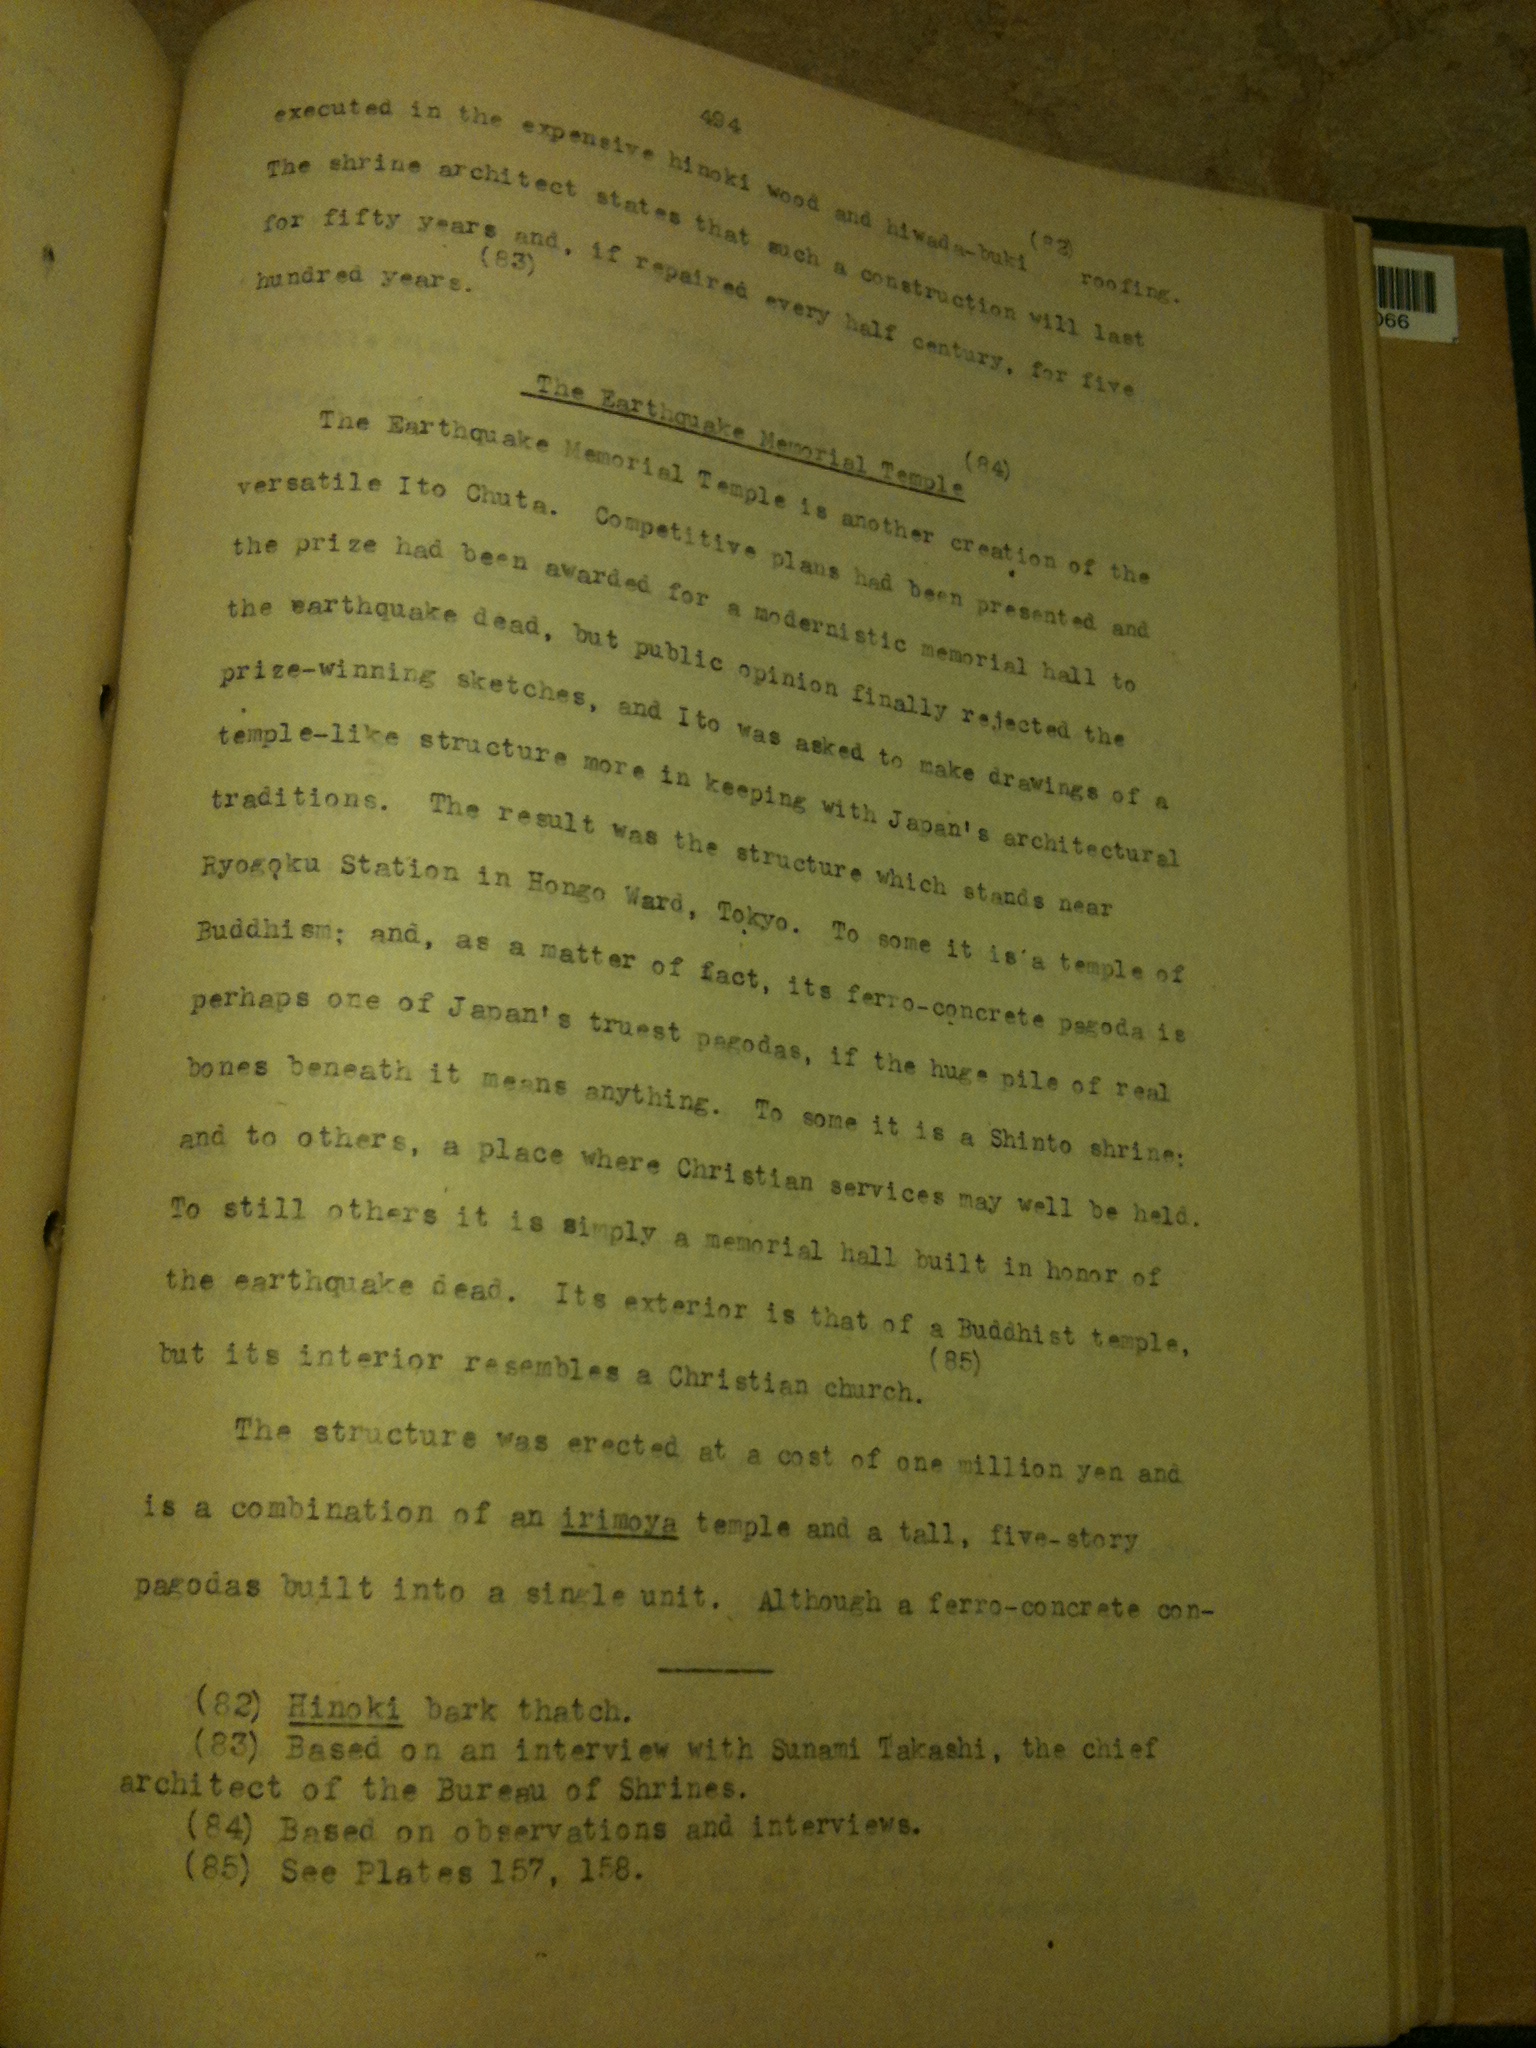 494
executed in the expensive hinoki wood and hiwada-buki (82) roofing.
The shrine architect states that such a construction will last
for fifty years and, if repaired every half century, for five
hundred years. (83)
The Earthquake Memorial Temple (84)
The Earthquake Memorial Temple is another creation of the
versatile Ito Chuta. Competitive plans had been presented and
the prize had been awarded for a modernistic memorial hall to
the earthquake dead, but public opinion finally rejected the
prize-winning sketches, and Ito was asked to make drawings of a
temple-like structure more in keeping with Japan's architectural
traditions. The result was the structure which stands near
Ryogoku Station in Hongo Ward, Tokyo. To some it is a temple of
Buddhism; and, as a matter of fact, its ferro-concrete pagoda is
perhaps one of Japan's truest pagodas, if the huge pile of real
bones beneath it means anything. To some it is a Shinto shrine;
and to others, a place where Christian services may well be held.
To still others it is simply a memorial hall built in honor of
the earthquake dead. Its exterior is that of a Buddhist temple,
but its interior resembles a Christian church. (85)
The structure was erected at a cost of one million yen and
is a combination of an irimoya temple and a tall, five-story
pagodas built into a single unit. Although a ferro-concrete con-
(82) Hinoki bark thatch.
(83) Based on an interview with Sunami Takashi, the chief
architect of the Bureau of Shrines.
(84) Based on observations and interviews.
(85) See Plates 157, 158.
066